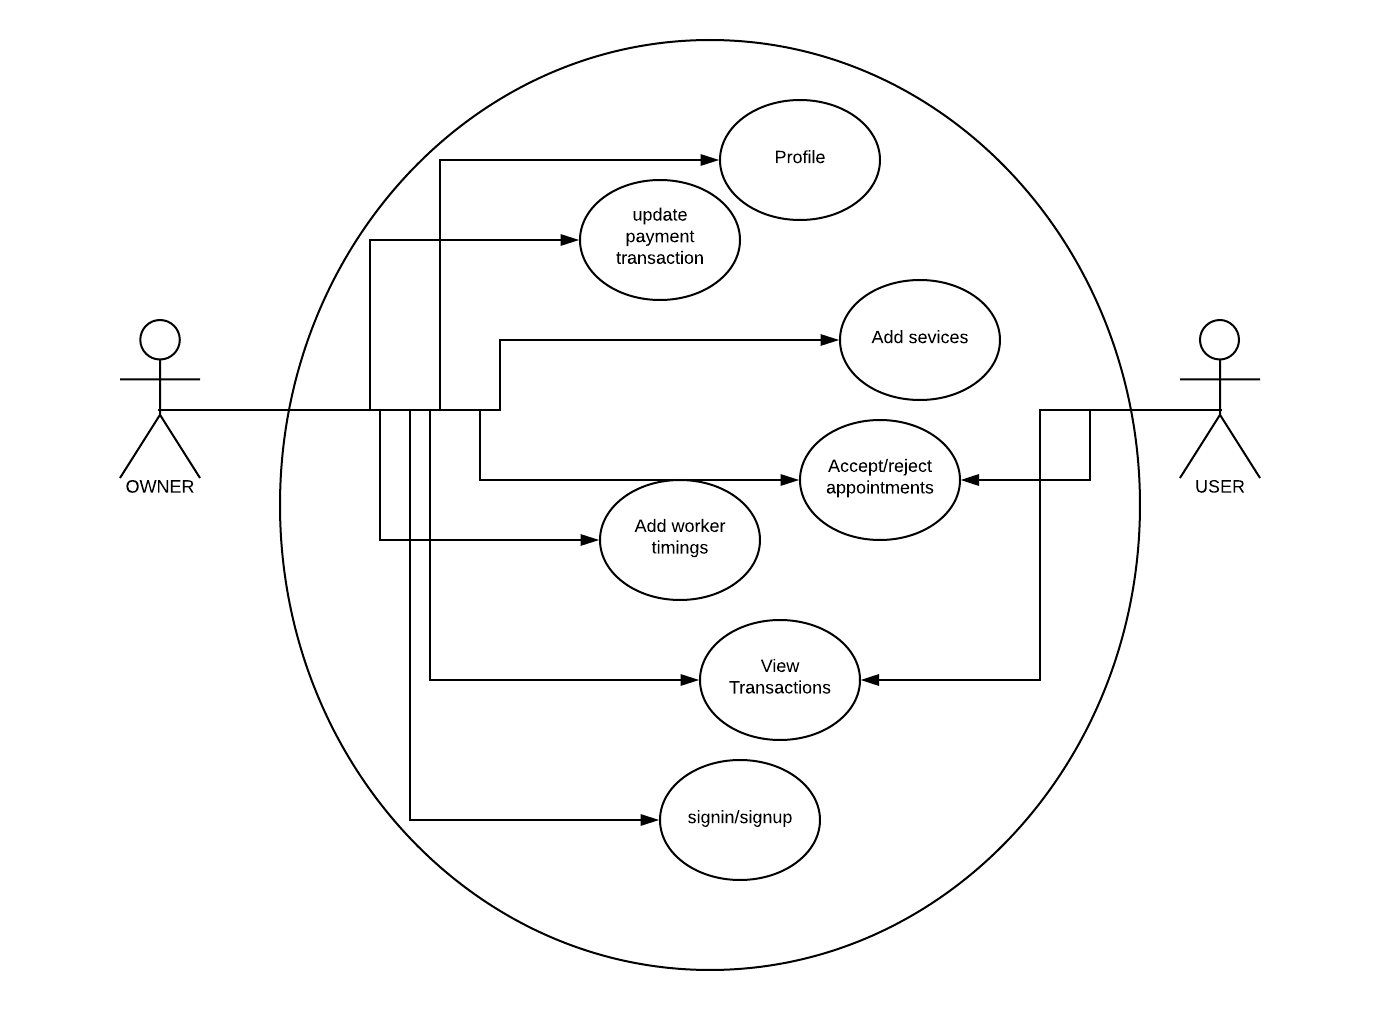 Profile
update
payment
transaction
Add sevices
OWNER
USER
Accept/reject
appointments
Add worker
timings
View
Transactions
signin/signup